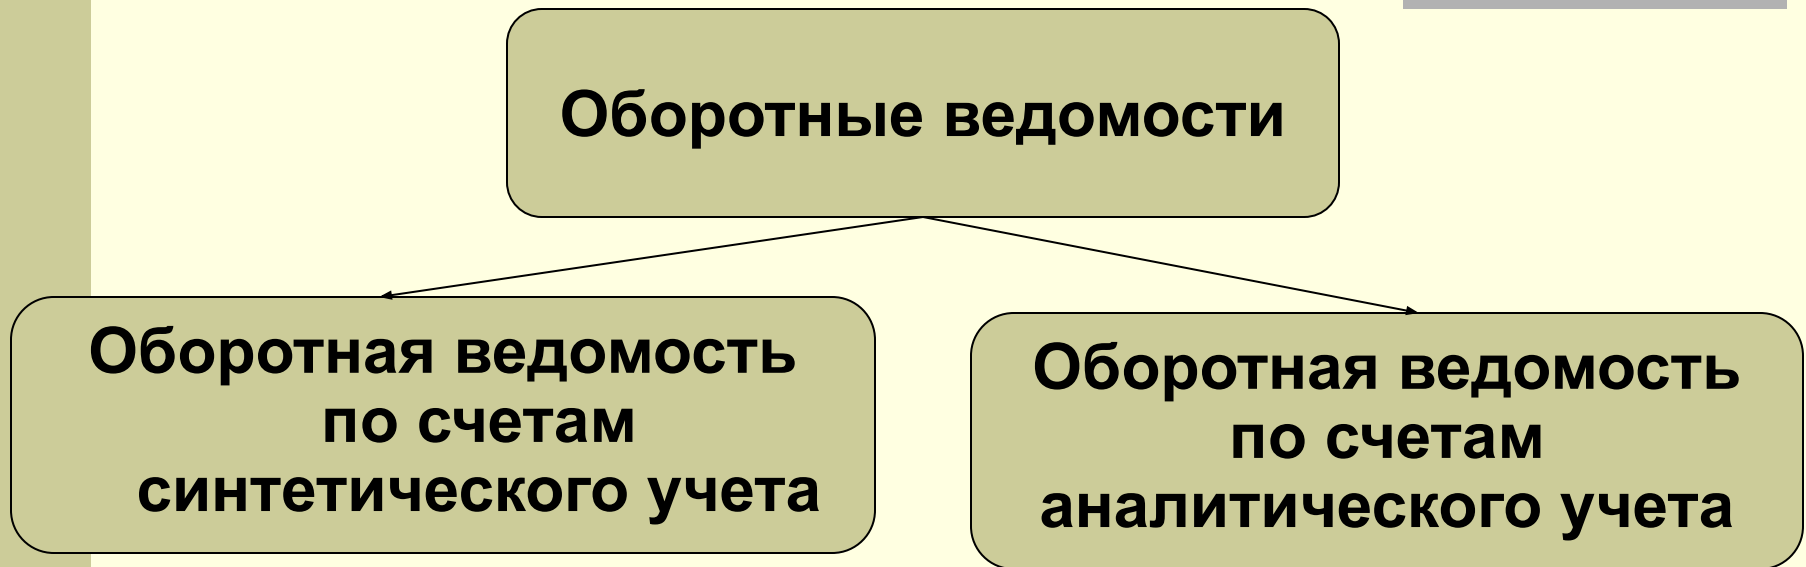 Оборотные ведомости
Оборотная ведомость
по счетам
синтетического учета
Оборотная ведомость
по счетам
аналитического учета